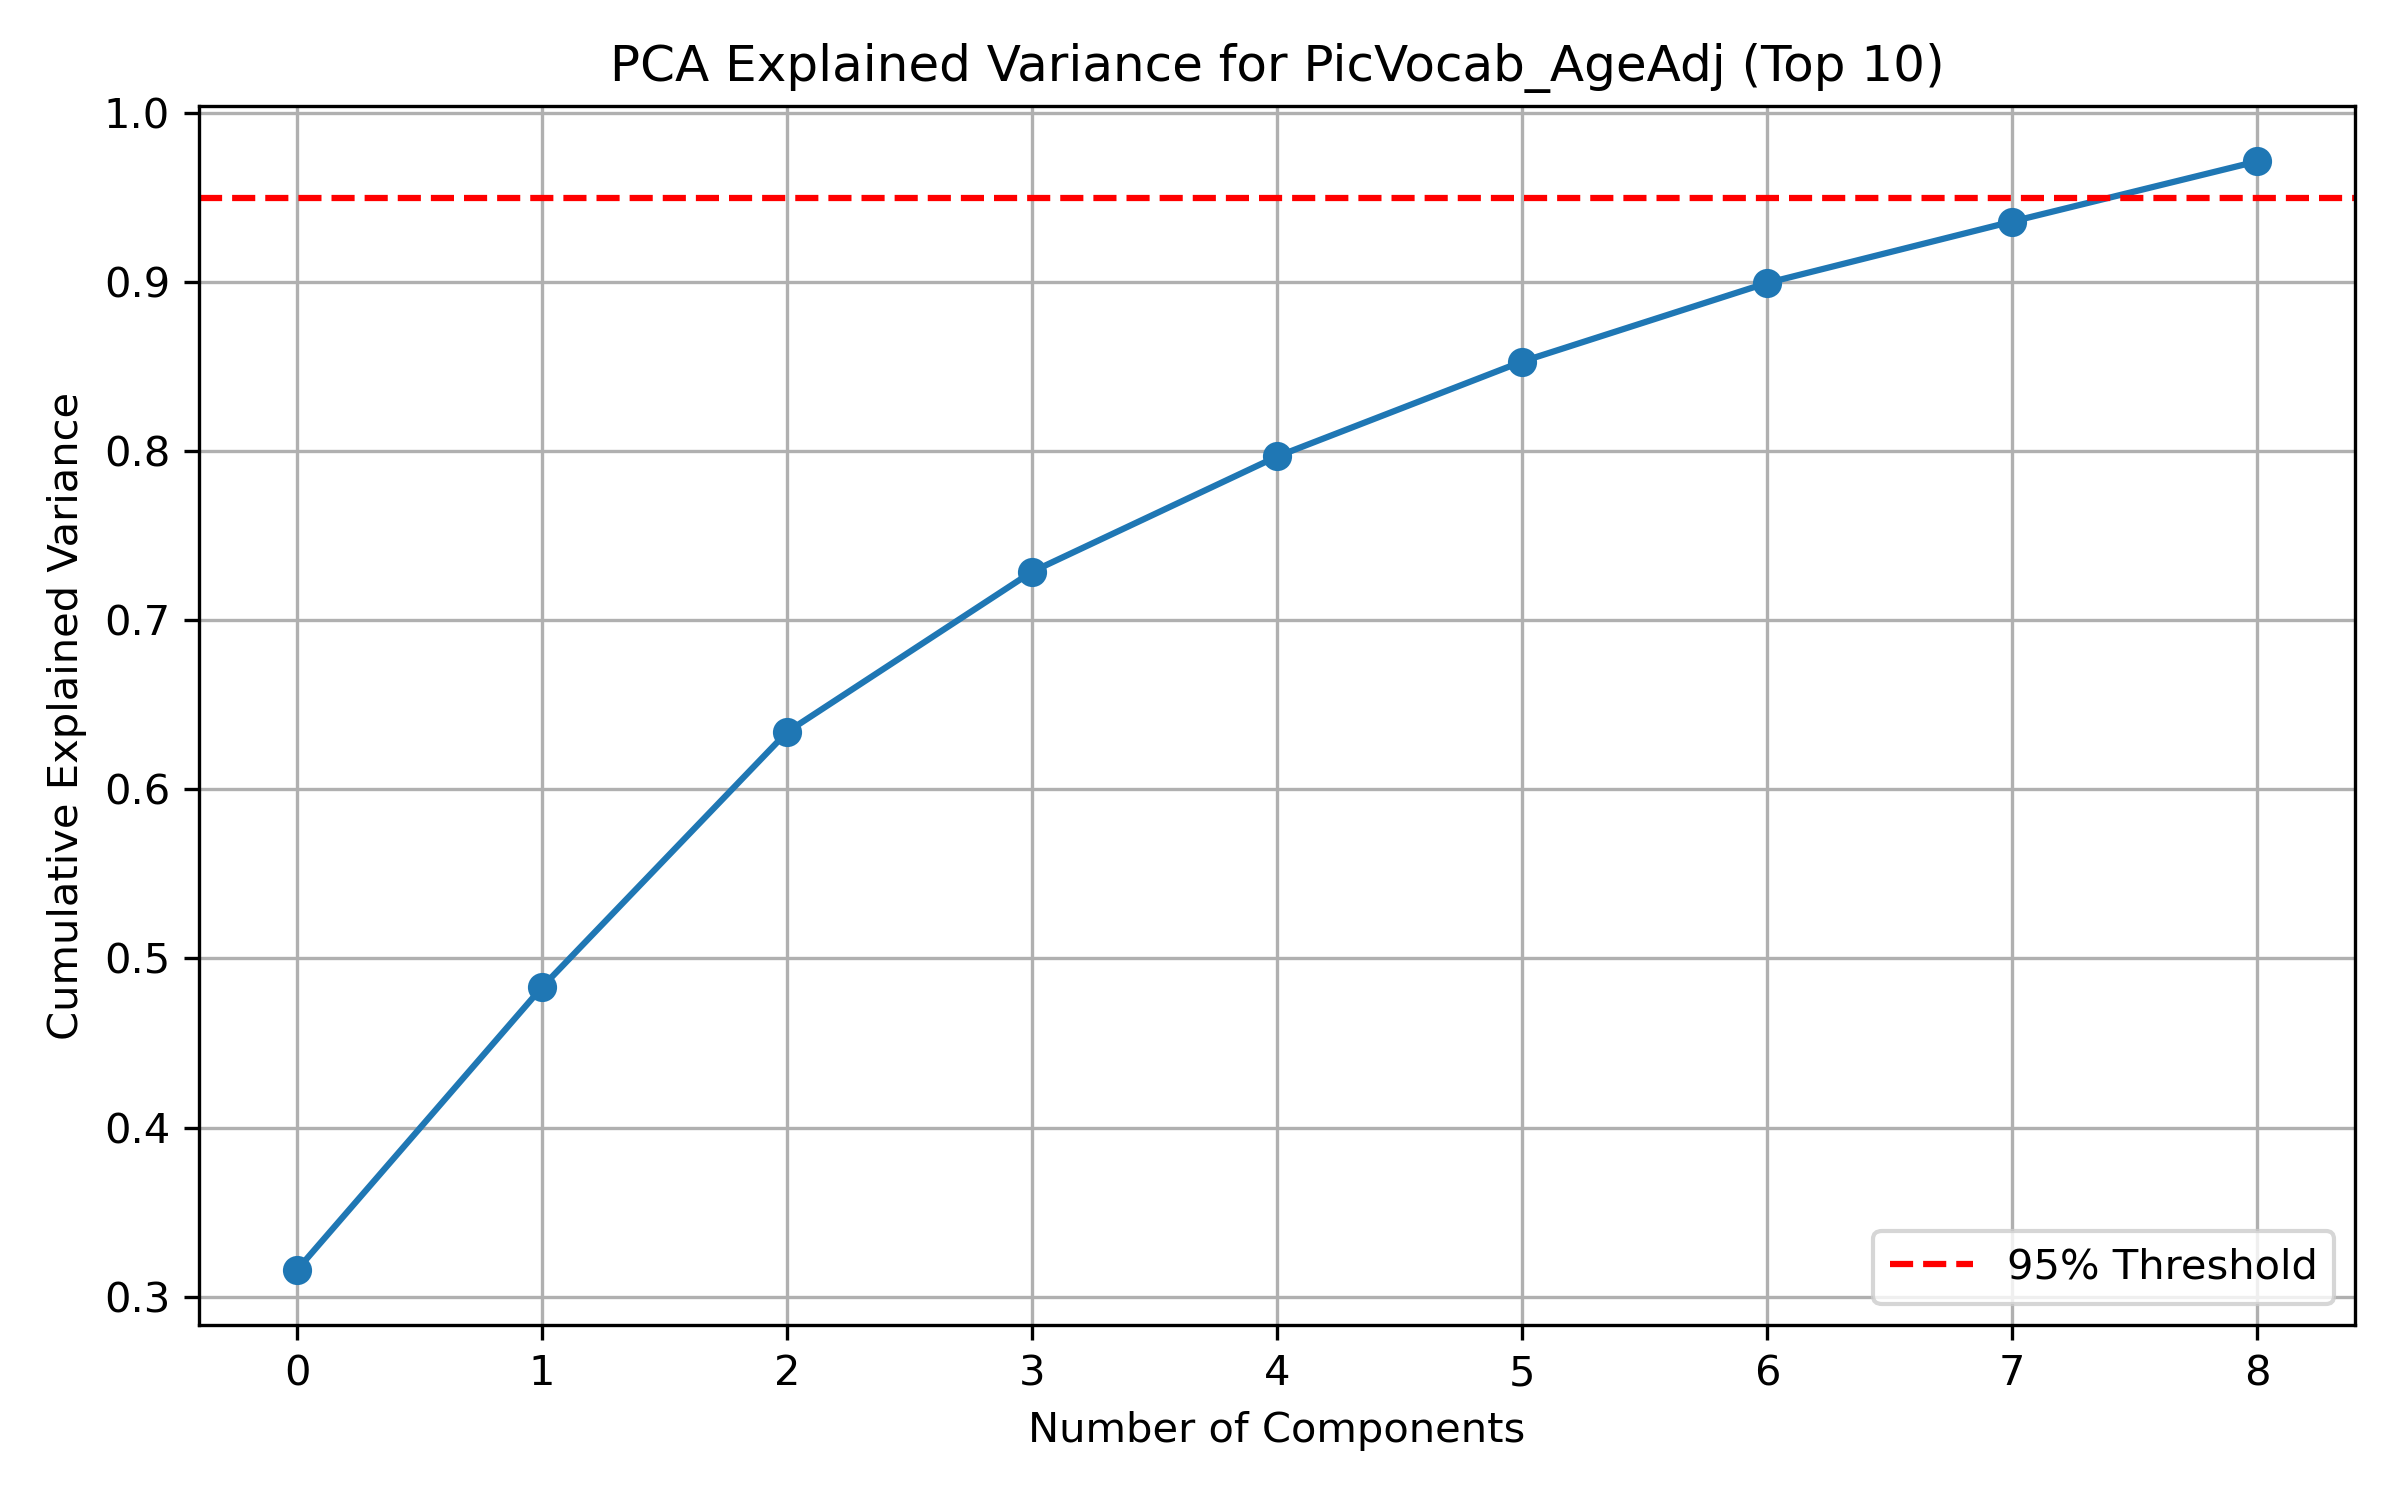 PCA Explained Variance for PicVocab_AgeAdj (Top 10)
Cumulative Explained Variance
1.0
0.9
0.8
0.7
0.6
0.5
0.4
0.3
95% Threshold
0 1 2 3 4 5 6 7 8
Number of Components